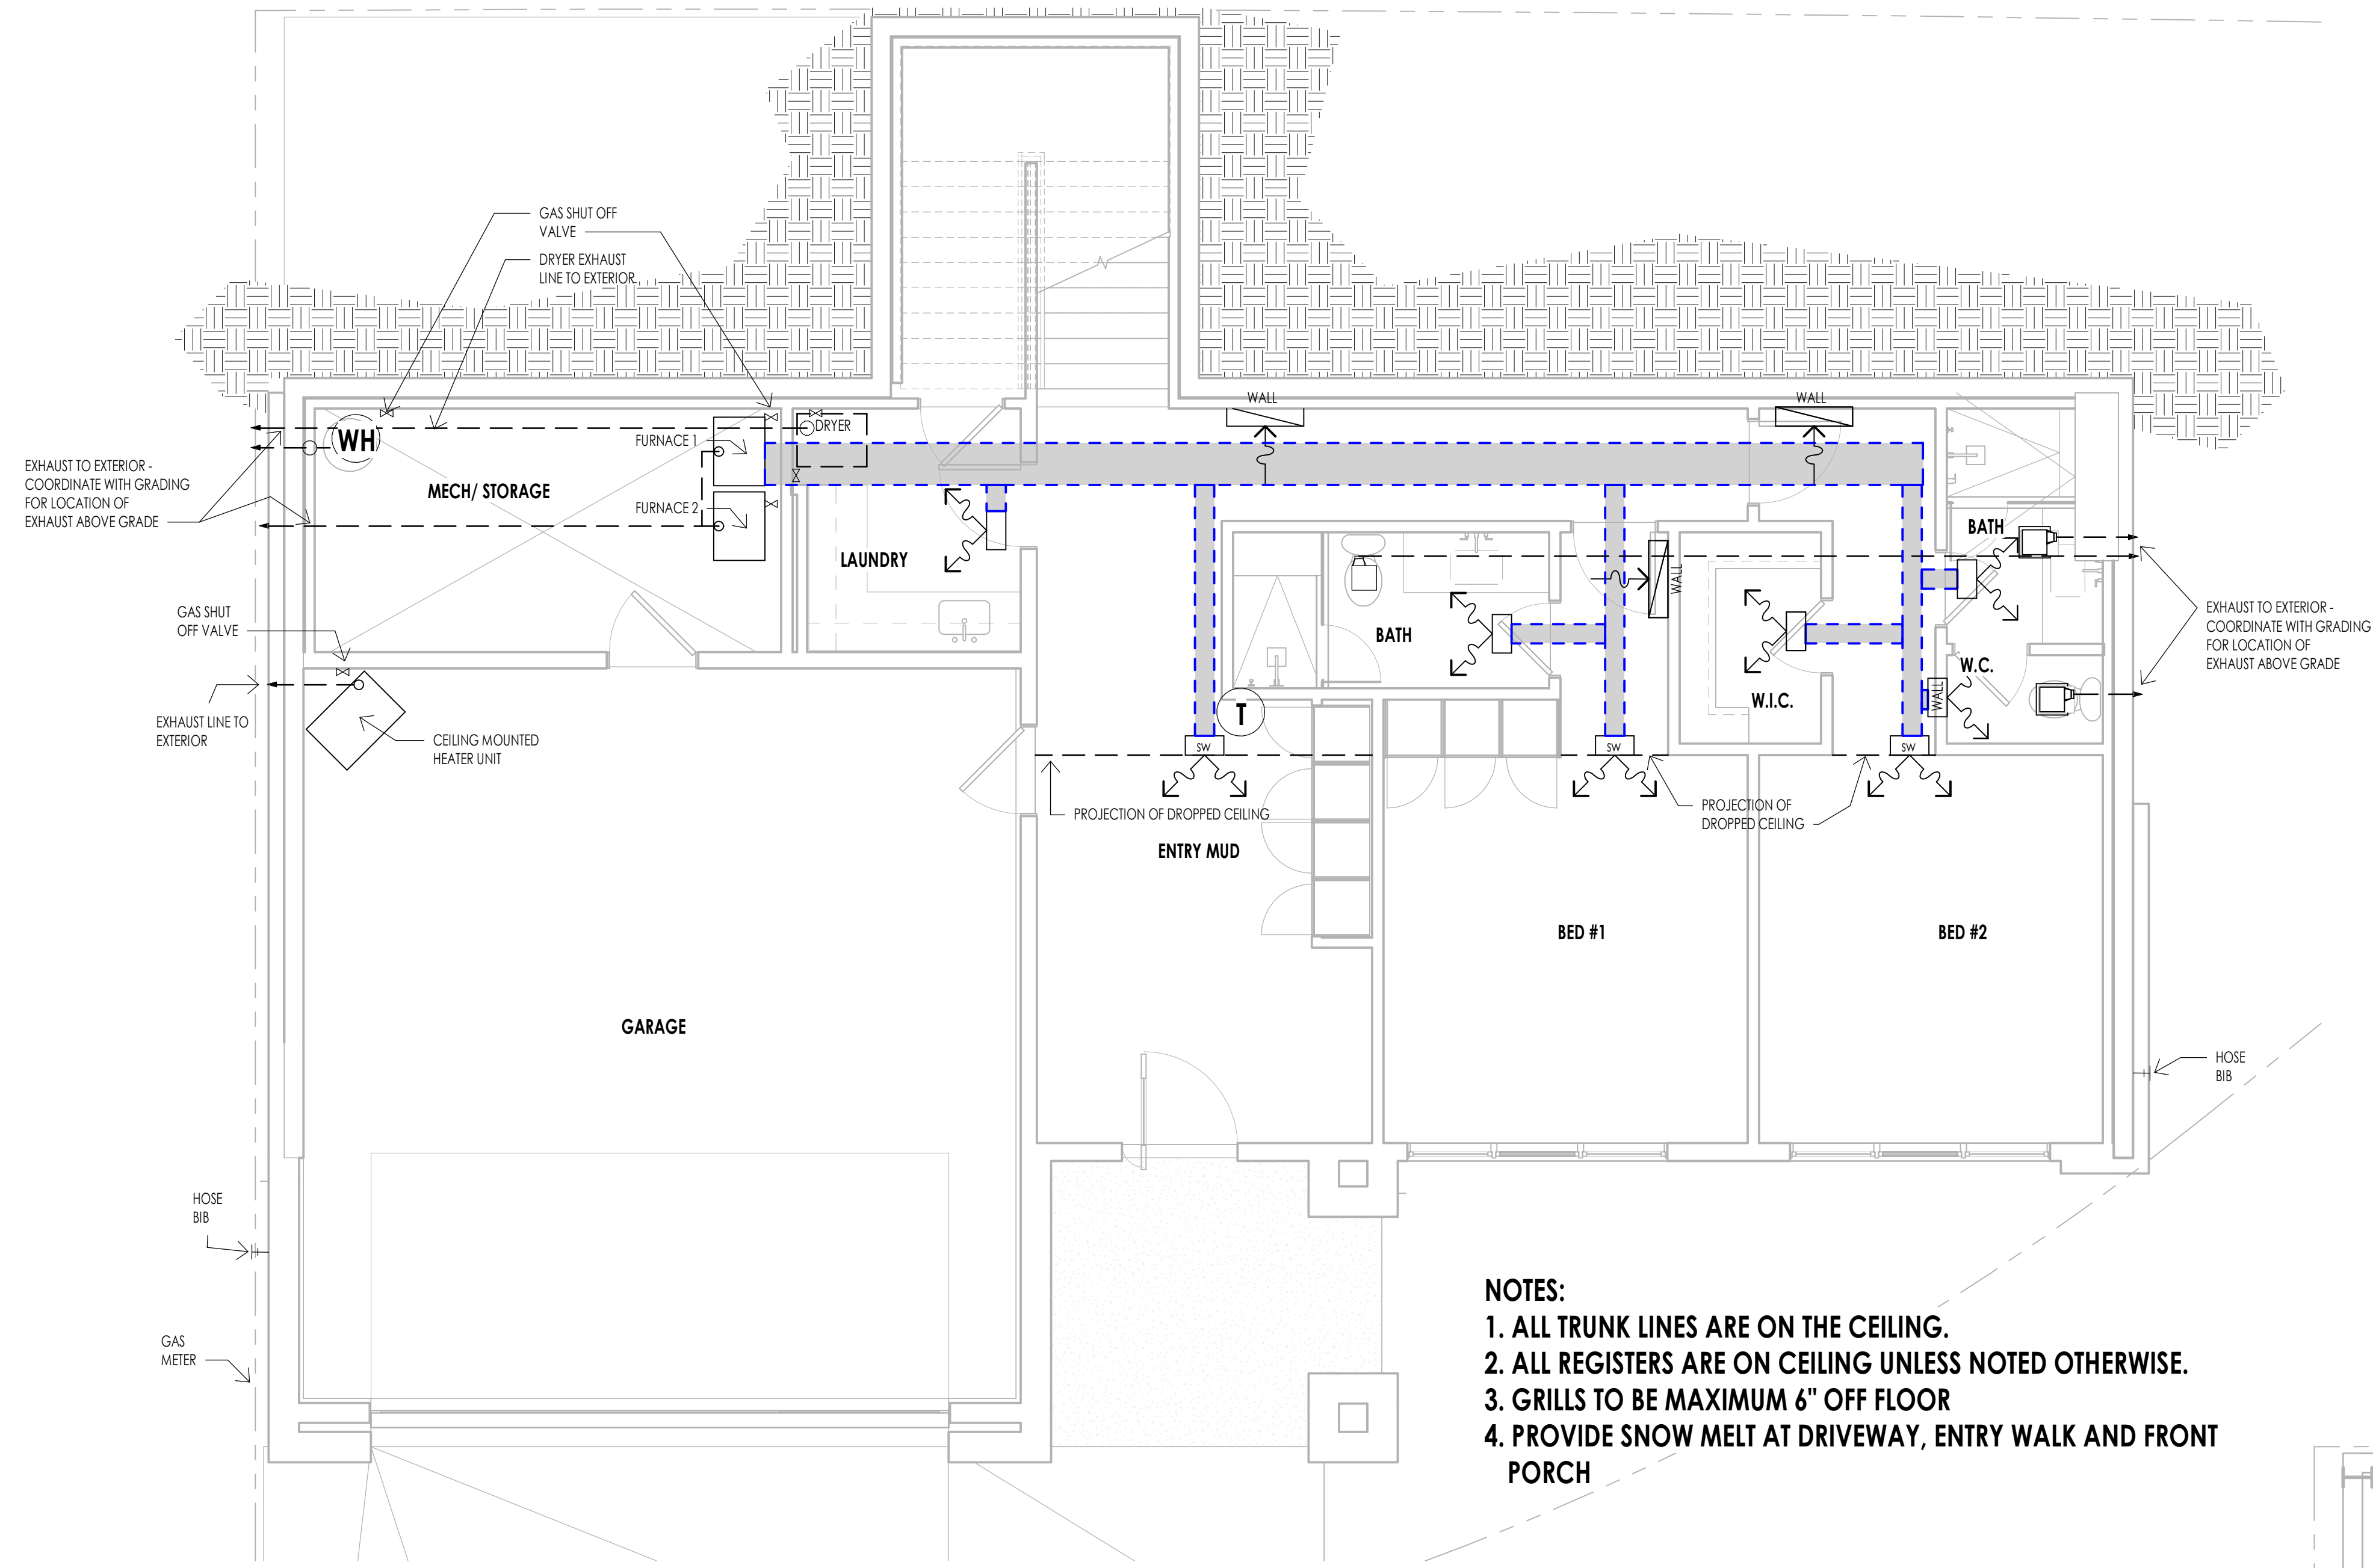 GAS SHUT OFF
VALVE
DRYER EXHAUST
LINE TO EXTERIOR
WALL
WALL
WH
FURNACE 1
DRYER
EXHAUST TO EXTERIOR -
COORDINATE WITH GRADING
FOR LOCATION OF
EXHAUST ABOVE GRADE
MECH/ STORAGE
FURNACE 2
LAUNDRY
BATH
WALL
BATH
GAS SHUT
OFF VALVE
EXHAUST TO EXTERIOR -
COORDINATE WITH GRADING
FOR LOCATION OF
EXHAUST ABOVE GRADE
W.C.
WALL
W.I.C.
T
EXHAUST LINE TO
EXTERIOR
CEILING MOUNTED
HEATER UNIT
SW
SW
SW
PROJECTION OF DROPPED CEILING
PROJECTION OF
DROPPED CEILING
ENTRY MUD
BED #1
BED #2
GARAGE
HOSE
BIB
HOSE
BIB
GAS
METER
NOTES:
1. ALL TRUNK LINES ARE ON THE CEILING.
2. ALL REGISTERS ARE ON CEILING UNLESS NOTED OTHERWISE.
3. GRILLS TO BE MAXIMUM 6" OFF FLOOR
4. PROVIDE SNOW MELT AT DRIVEWAY, ENTRY WALK AND FRONT
PORCH